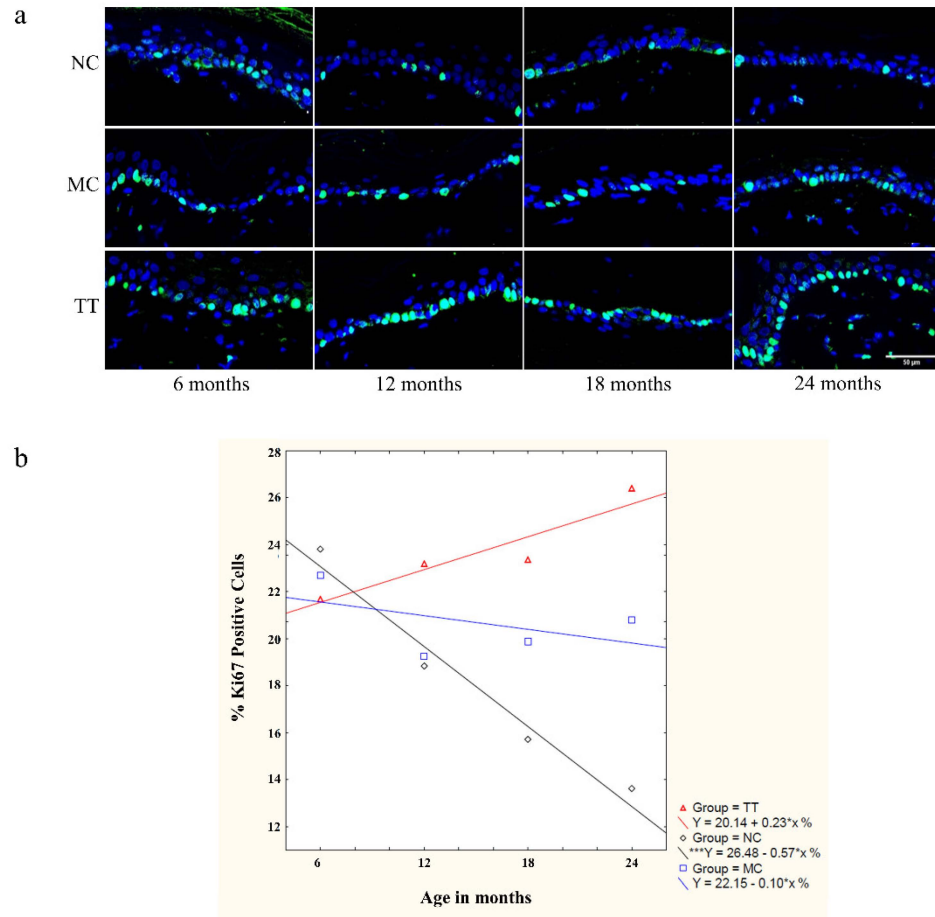 a
NC
MC
TT
50 µm
6 months
12 months
18 months
24 months
b
% Ki67 Positive Cells
28
26
24
22
20
18
16
14
12
6
12
18
24
Age in months
Group = TT
Y = 20.14 + 0.23*x %
Group = NC
***Y = 26.48 - 0.57*x %
Group = MC
Y = 22.15 - 0.10*x %